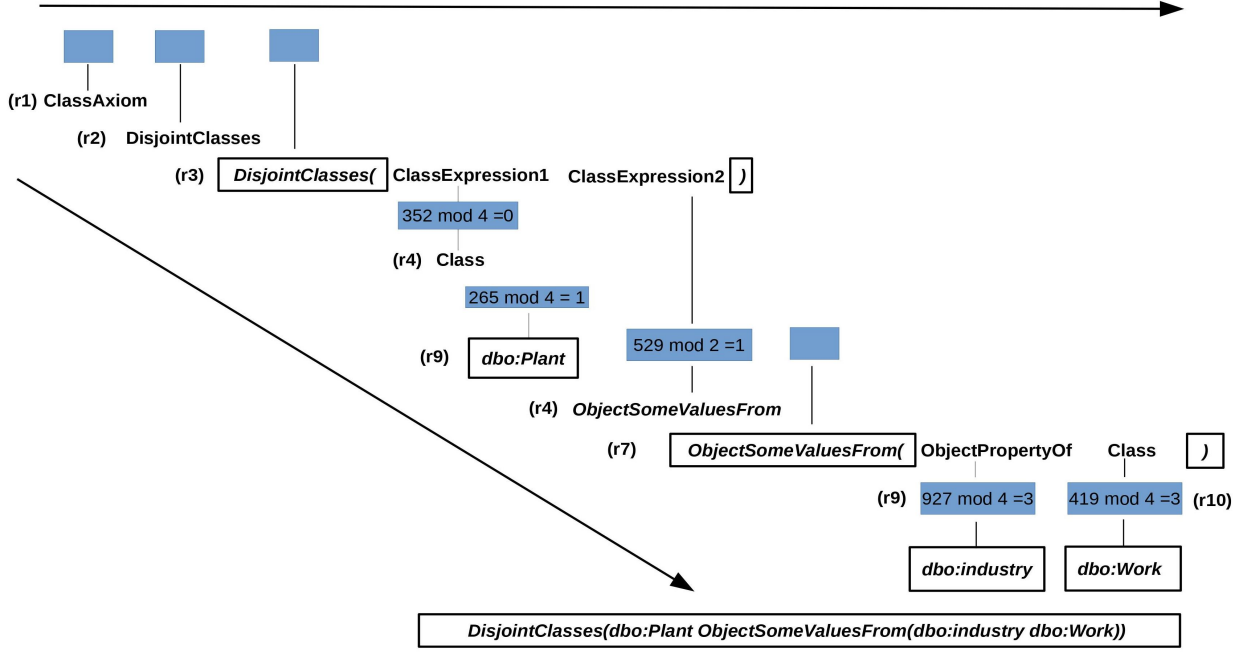 (r1) ClassAxiom
(r2) DisjointClasses
(r3) DisjointClasses( ClassExpression1 ClassExpression2 )
352 mod 4 =0
(r4) Class
265 mod 4 = 1
(r9) dbo:Plant
529 mod 2 =1
(r4) ObjectSomeValuesFrom
(r7) ObjectSomeValuesFrom( ObjectPropertyOf Class )
(r9) 927 mod 4 =3 419 mod 4 =3 (r10)
dbo:industry dbo:Work
DisjointClasses(dbo:Plant ObjectSomeValuesFrom(dbo:industry dbo:Work))